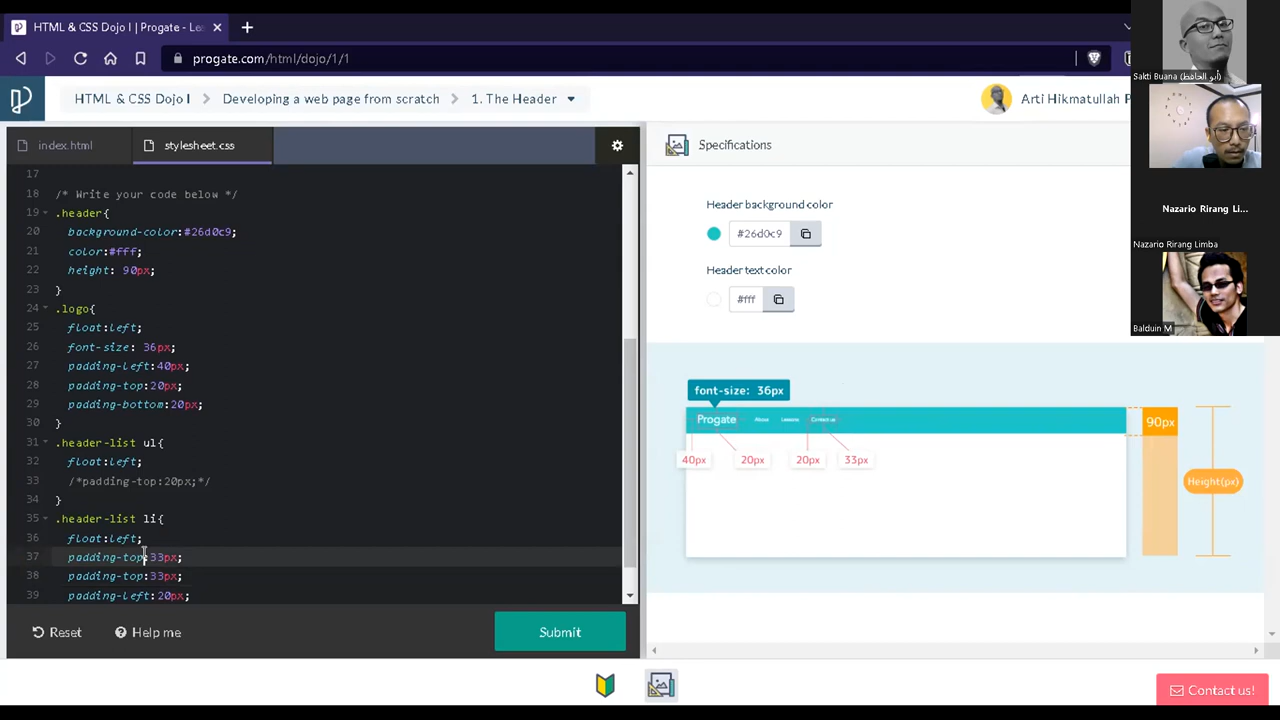 HTML & CSS Dojo I | Progate - Le
progate.com/html/dojo/1/1
HTML & CSS Dojo I
Developing a web page from scratch
1. The Header
Arti Hikmatullah P
index.html
stylesheet.css
17
18 /* Write your code below */
19 .header{
20 background-color:#26d0c9;
21 color:#fff;
22 height: 90px;
23 }
24 .logo{
25 float:left;
26 font-size: 36px;
27 padding-left:40px;
28 padding-top:20px;
29 padding-bottom:20px;
30 }
31 .header-list ul{
32 float:left;
33 /*padding-top:20px;*/
34 }
35 .header-list li{
36 float:left;
37 padding-top:33px;
38 padding-top:33px;
39 padding-left:20px;
Reset
Help me
Submit
Specifications
Header background color
#26d0c9
Header text color
#fff
font-size: 36px
Progate
About
Lessons
Contact us
90px
40px
20px
20px
33px
Height(px)
Contact us!
Sakti Buana (أبو الحافظ)
Nazario Rirang Li...
Nazario Rirang Limba
Balduin M